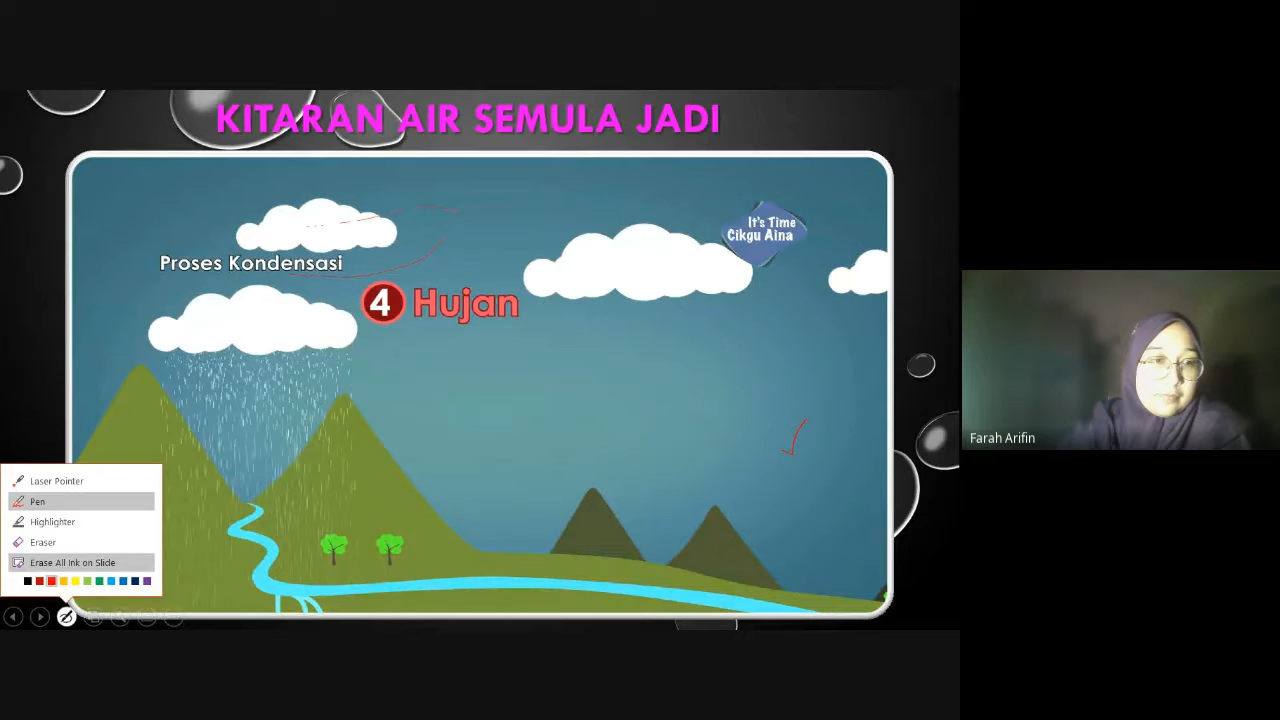 KITARAN AIR SEMULA JADI
It's Time
Cikgu Aina
Proses Kondensasi
4 Hujan
Farah Arifin
Laser Pointer
Pen
Highlighter
Eraser
Erase All Ink on Slide